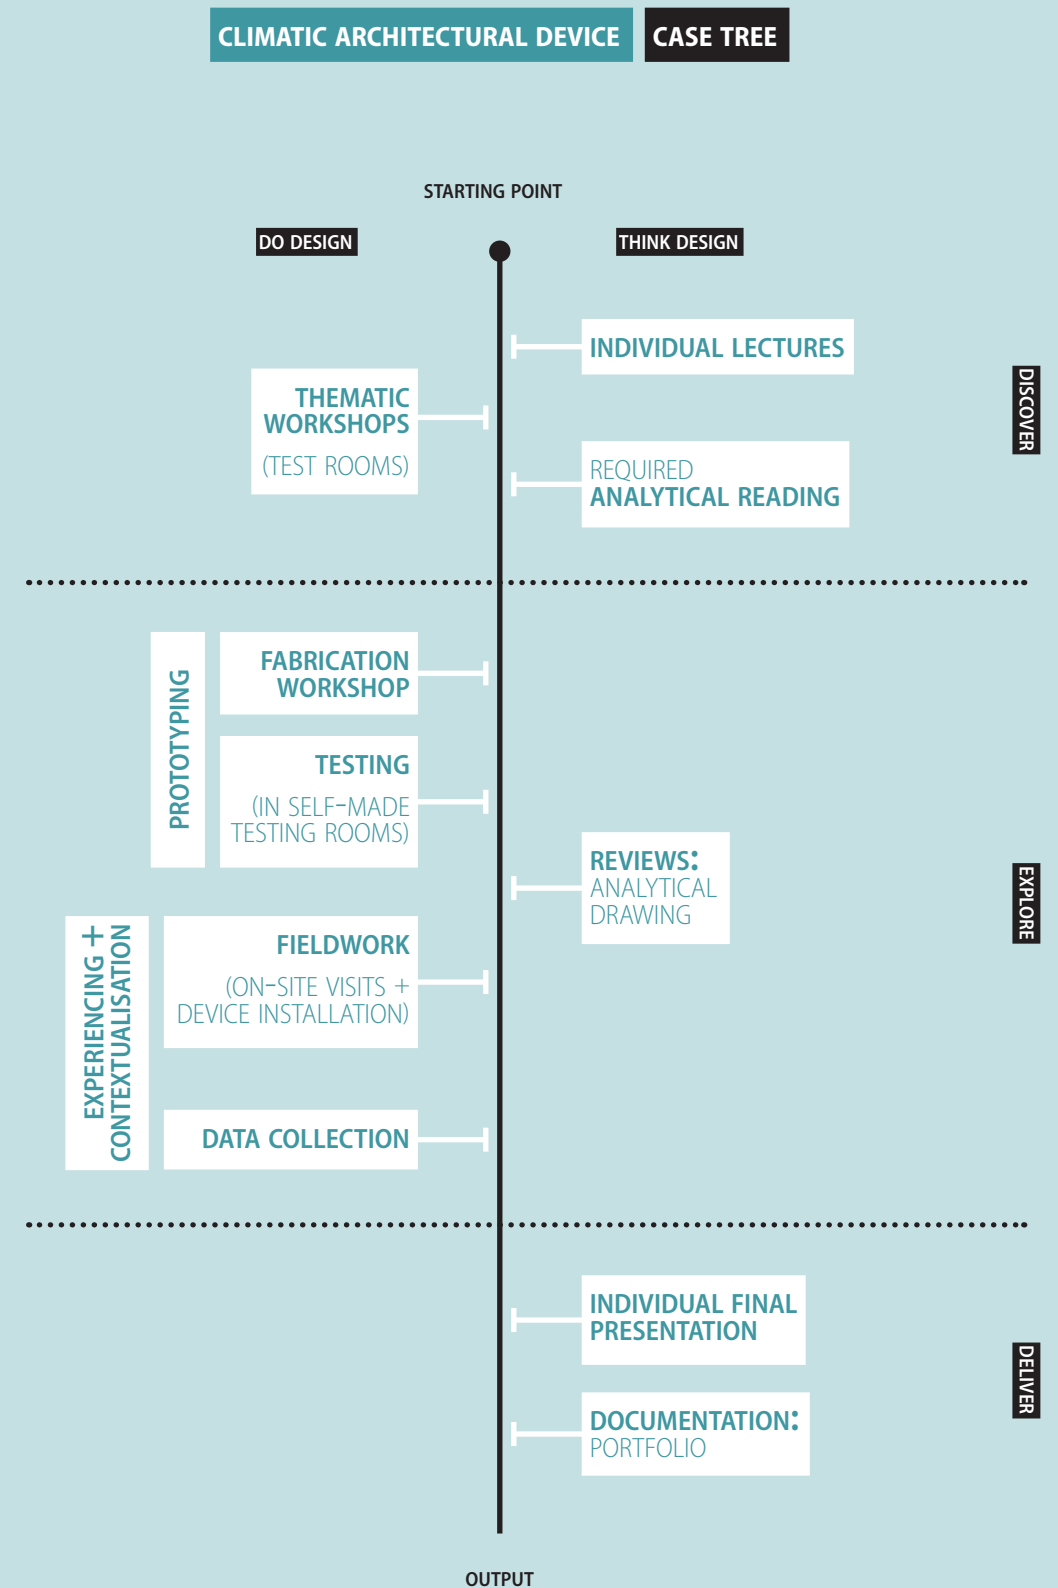 CLIMATIC ARCHITECTURAL DEVICE CASE TREE
STARTING POINT
DO DESIGN
THINK DESIGN
INDIVIDUAL LECTURES
DISCOVER
THEMATIC
WORKSHOPS
(TEST ROOMS)
REQUIRED
ANALYTICAL READING
PROTOTYPING
FABRICATION
WORKSHOP
TESTING
(IN SELF-MADE
TESTING ROOMS)
REVIEWS:
ANALYTICAL
DRAWING
EXPLORE
EXPERIENCING +
CONTEXTUALISATION
FIELDWORK
(ON-SITE VISITS +
DEVICE INSTALLATION)
DATA COLLECTION
INDIVIDUAL FINAL
PRESENTATION
DELIVER
DOCUMENTATION:
PORTFOLIO
OUTPUT